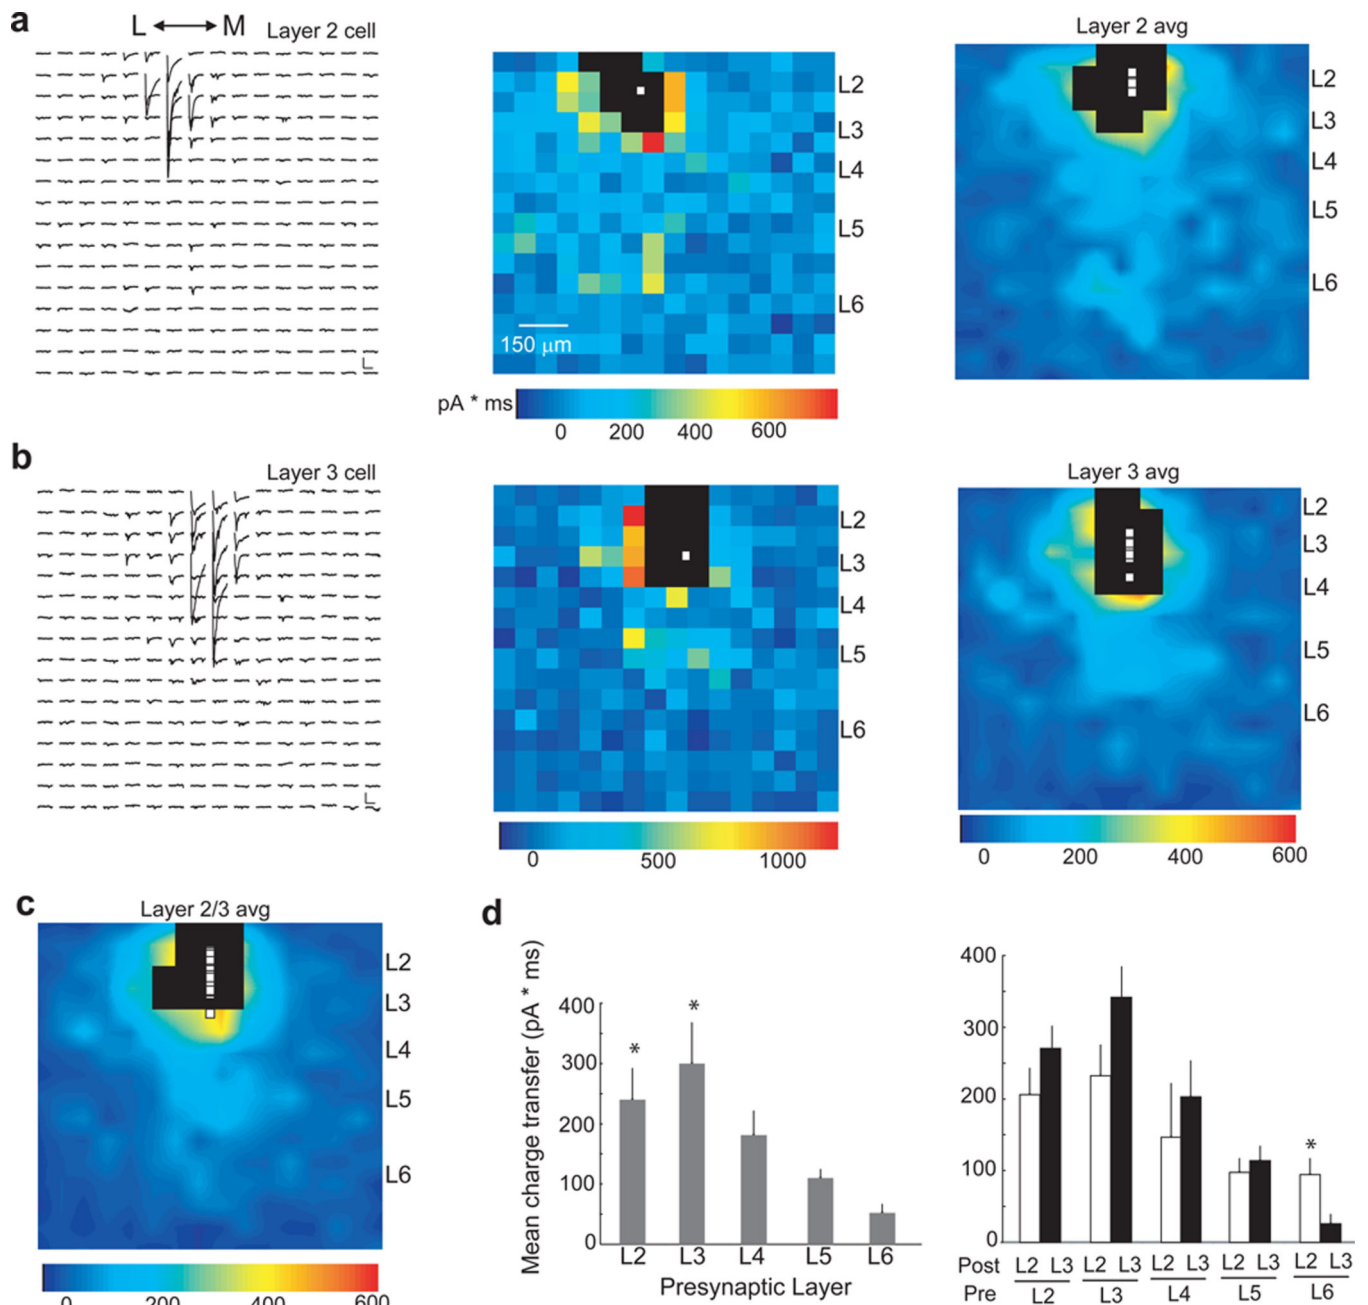 a
L M Layer 2 cell
L2
L3
L4
L5
L6
150 μm
pA * ms
0 200 400 600
Layer 2 avg
L2
L3
L4
L5
L6
b
Layer 3 cell
L2
L3
L4
L5
L6
0 500 1000
Layer 3 avg
L2
L3
L4
L5
L6
0 200 400 600
c
Layer 2/3 avg
L2
L3
L4
L5
L6
0 200 400 600
d
Mean charge transfer (pA * ms)
400
300
200
100
0
* *
L2 L3 L4 L5 L6
Presynaptic Layer
400
300
200
100
0
*
Post L2 L3 L2 L3 L2 L3 L2 L3 L2 L3
Pre L2 L3 L4 L5 L6